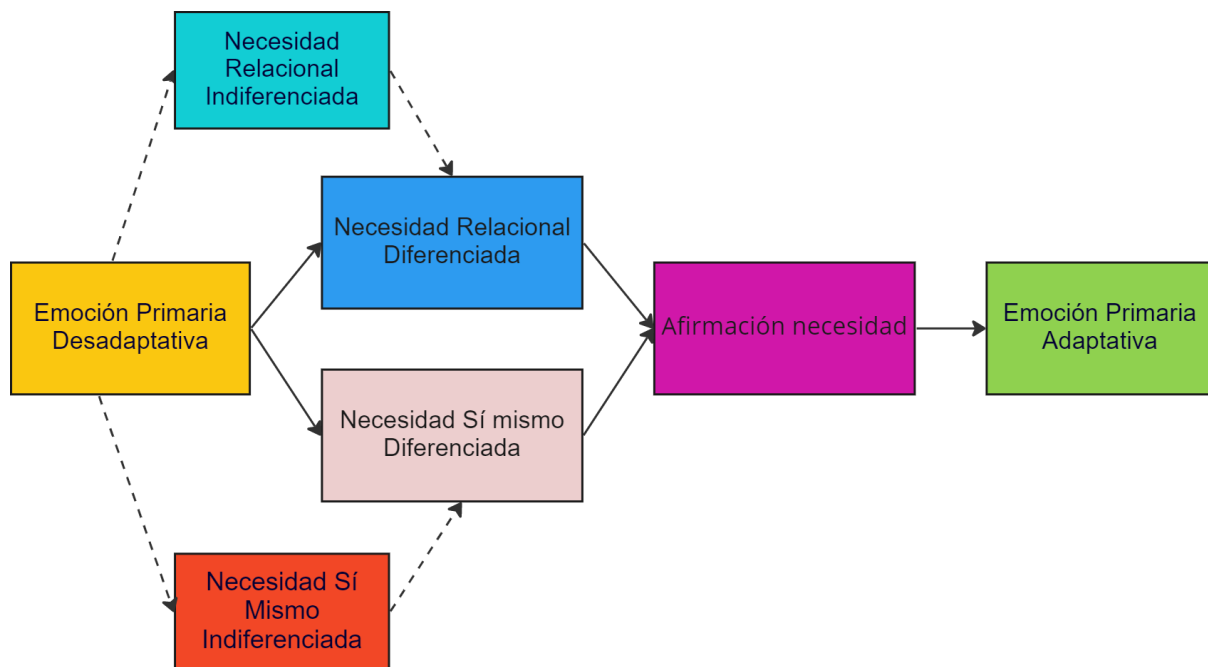 Necesidad
Relacional
Indiferenciada
Necesidad Relacional
Diferenciada
Emoción Primaria
Desadaptativa
Afirmación necesidad
Emoción Primaria
Adaptativa
Necesidad Sí mismo
Diferenciada
Necesidad Sí
Mismo
Indiferenciada